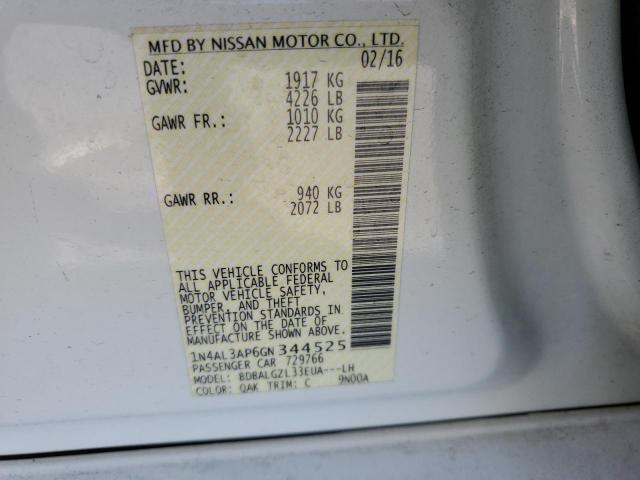 MFD BY NISSAN MOTOR CO., LTD.
DATE: 02/16
GVWR: 1917 KG
4226 LB
GAWR FR.: 1010 KG
2227 LB
GAWR RR.: 940 KG
2072 LB
THIS VEHICLE CONFORMS TO
ALL APPLICABLE FEDERAL
MOTOR VEHICLE SAFETY,
BUMPER, AND THEFT
PREVENTION STANDARDS IN
EFFECT ON THE DATE OF
MANUFACTURE SHOWN ABOVE.
1N4AL3AP6GN344525
PASSENGER CAR 729766
MODEL: BDBALGZL33EUA---LH
COLOR: QAK TRIM: C 9N00A